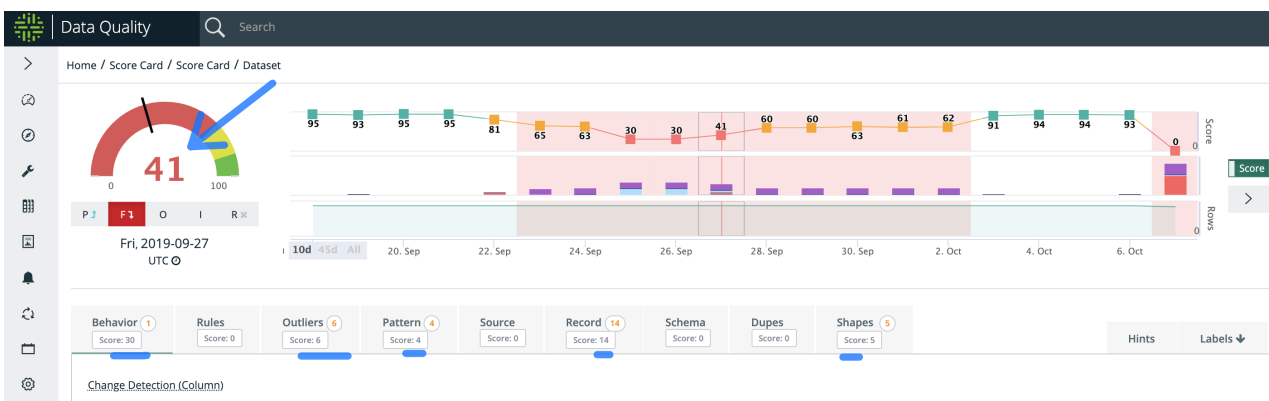 Data Quality
Search
Home / Score Card / Score Card / Dataset
41
0
100
P F O I R
Fri, 2019-09-27
UTC
95 93 95 95 81 65 63 30 30 41 60 60 63 61 62 91 94 94 93 0
0
Score
Score
Rows
0
10d 45d All
20. Sep 22. Sep 24. Sep 26. Sep 28. Sep 30. Sep 2. Oct 4. Oct 6. Oct
Behavior 1 Rules Outliers 6 Pattern 4 Source Record 14 Schema Dupes Shapes 5
Score: 30 Score: 0 Score: 6 Score: 4 Score: 0 Score: 14 Score: 0 Score: 0 Score: 5
Hints Labels
Change Detection (Column)